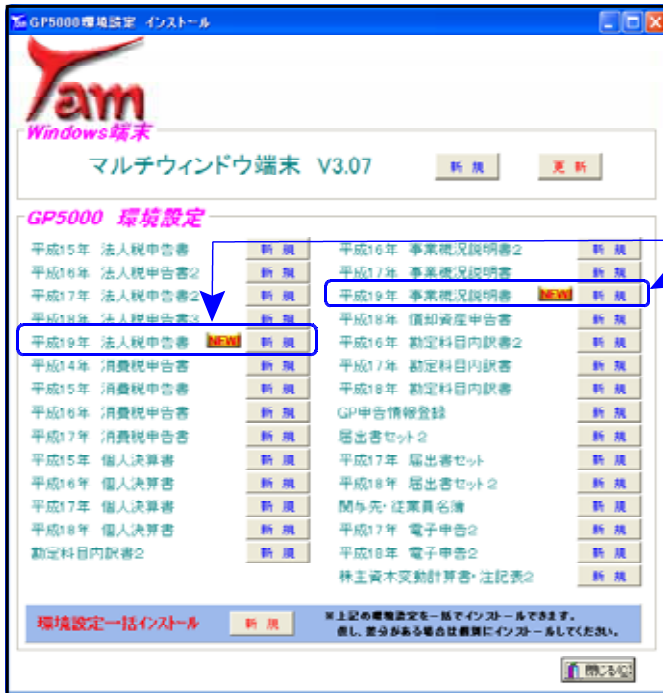 GP5000環境設定 インストール
Tam
Windows端末
マルチウィンドウ端末 V3.07 新規 更新
GP5000 環境設定
平成15年 法人税申告書 新規
平成16年 法人税申告書2 新規
平成17年 法人税申告書2 新規
平成18年 法人税申告書3 新規
平成19年 法人税申告書 NEW! 新規
平成14年 消費税申告書 新規
平成15年 消費税申告書 新規
平成16年 消費税申告書 新規
平成17年 消費税申告書 新規
平成15年 個人決算書 新規
平成16年 個人決算書 新規
平成17年 個人決算書 新規
平成18年 個人決算書 新規
勘定科目内訳書2 新規
平成16年 事業概況説明書2 新規
平成17年 事業概況説明書 新規
平成19年 事業概況説明書 NEW! 新規
平成18年 償却資産申告書 新規
平成16年 勘定科目内訳書2 新規
平成17年 勘定科目内訳書 新規
平成18年 勘定科目内訳書 新規
GP申告情報登録 新規
届出書セット2 新規
平成17年 届出書セット 新規
平成18年 届出書セット2 新規
関与先・従業員名簿 新規
平成17年 電子申告2 新規
平成18年 電子申告2 新規
株主資本変動計算書・注記表2 新規
環境設定一括インストール 新規
※上記の環境設定を一括でインストールできます。
但し、差分がある場合は個別にインストールしてください。
閉じる(C)